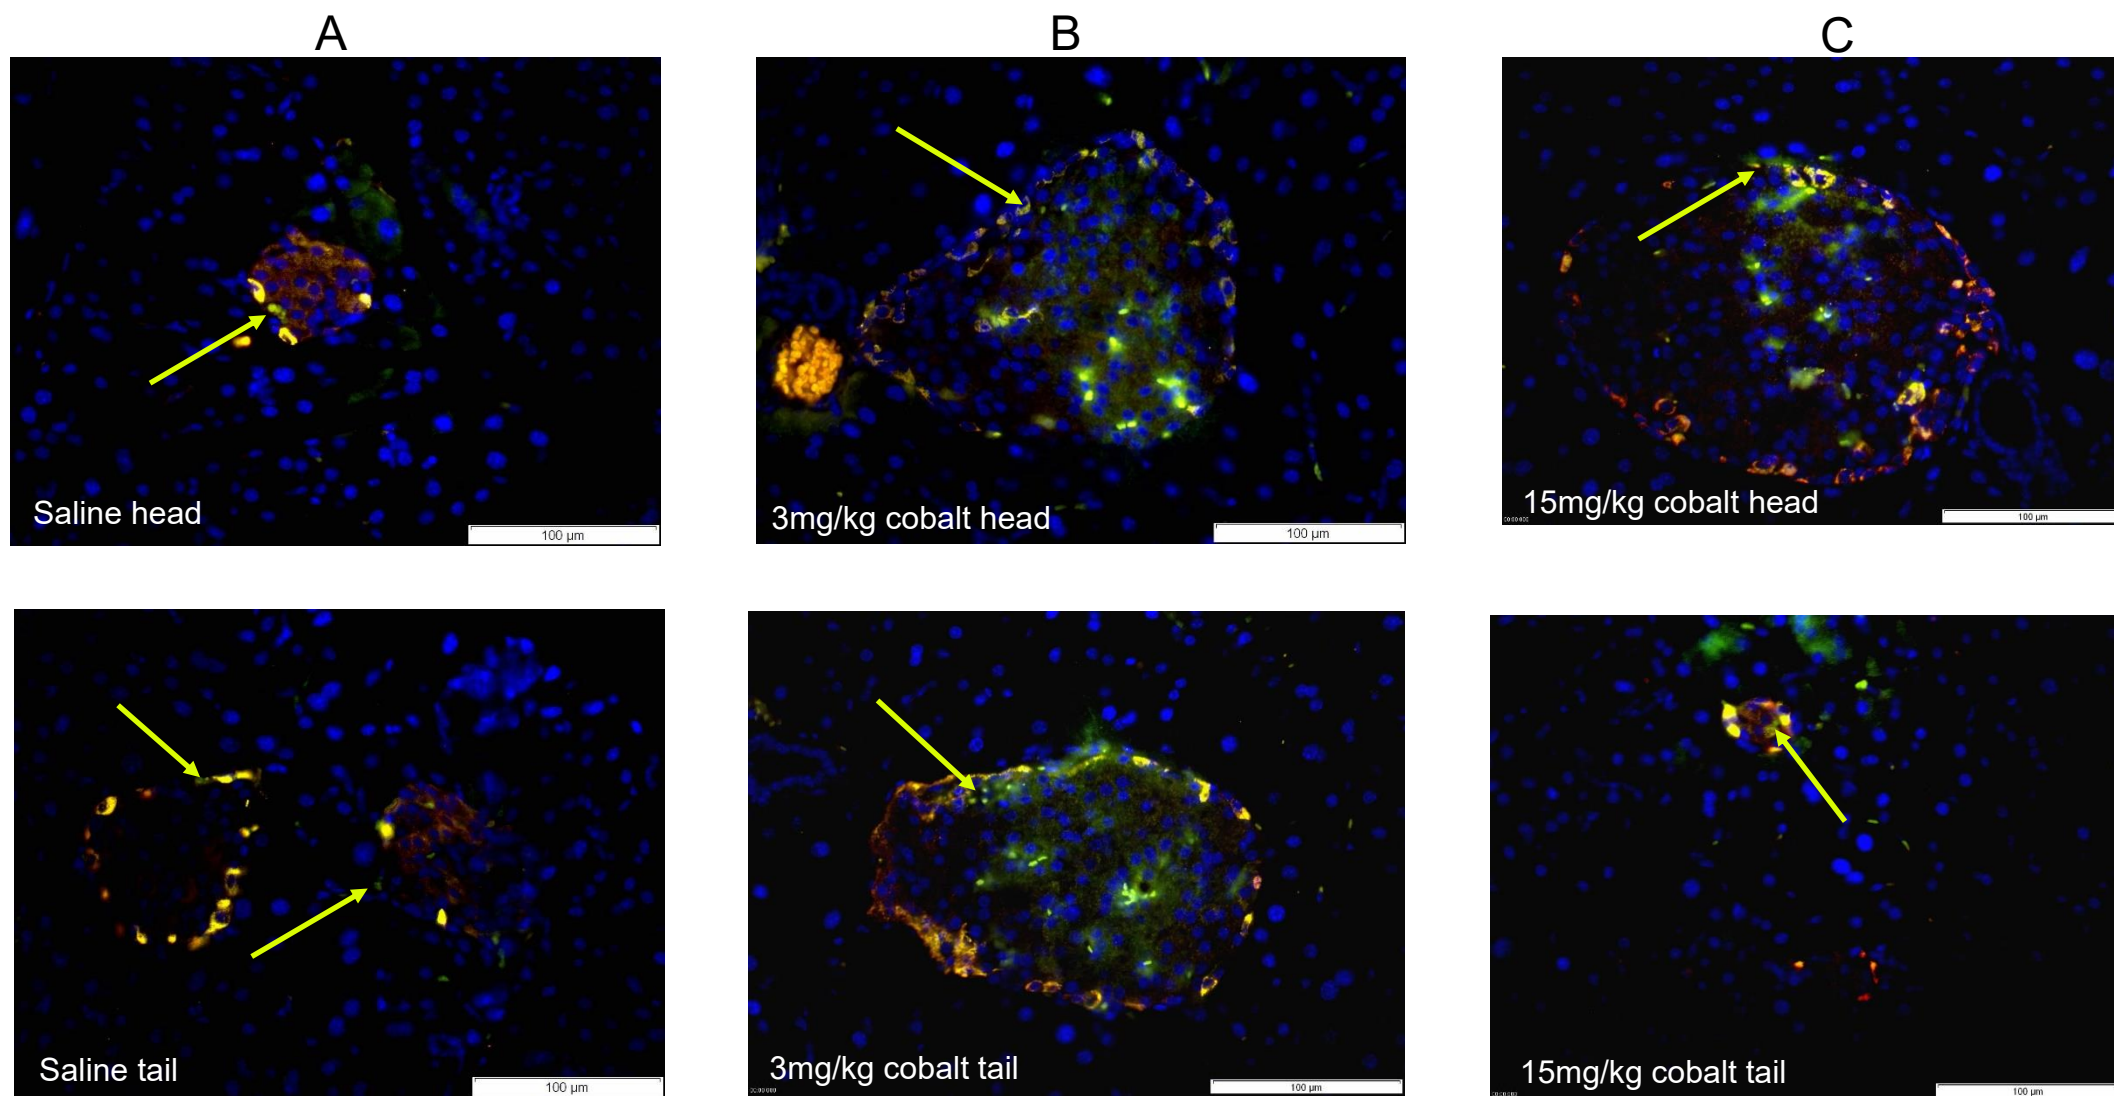 A
B
C
Saline head
100 µm
3mg/kg cobalt head
100 µm
15mg/kg cobalt head
100 µm
Saline tail
100 µm
3mg/kg cobalt tail
100 µm
15mg/kg cobalt tail
100 µm